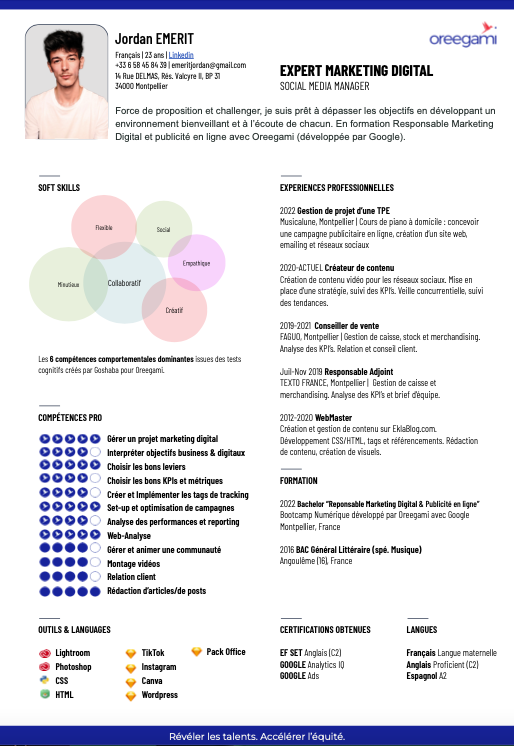 Jordan EMERIT
Français | 23 ans | Linkedin
+33 6 58 45 84 39 | emeritjordan@gmail.com
14 Rue DELMAS, Rés. Valcyre II, BP 31
34000 Montpellier
oreegami
EXPERT MARKETING DIGITAL
SOCIAL MEDIA MANAGER
Force de proposition et challenger, je suis prêt à dépasser les objectifs en développant un
environnement bienveillant et à l'écoute de chacun. En formation Responsable Marketing
Digital et publicité en ligne avec Oreegami (développée par Google).
SOFT SKILLS
Flexible
Social
Empathique
Minutieux
Collaboratif
Créatif
Les 6 compétences comportementales dominantes issues des tests
cognitifs créés par Goshaba pour Oreegami.
COMPÉTENCES PRO
Gérer un projet marketing digital
Interpréter objectifs business & digitaux
Choisir les bons leviers
Choisir les bons KPIs et métriques
Créer et Implémenter les tags de tracking
Set-up et optimisation de campagnes
Analyse des performances et reporting
Web-Analyse
Gérer et animer une communauté
Montage vidéos
Relation client
Rédaction d'articles/de posts
OUTILS & LANGUAGES
Lightroom
Photoshop
CSS
HTML
TikTok
Instagram
Canva
Wordpress
Pack Office
EXPERIENCES PROFESSIONELLES
2022 Gestion de projet d'une TPE
Musicalune, Montpellier | Cours de piano à domicile : concevoir
une campagne publicitaire en ligne, création d'un site web,
emailing et réseaux sociaux
2020-ACTUEL Créateur de contenu
Création de contenu vidéo pour les réseaux sociaux. Mise en
place d'une stratégie, suivi des KPI's. Veille concurrentielle, suivi
des tendances.
2019-2021 Conseiller de vente
FAGUO, Montpellier | Gestion de caisse, stock et merchandising.
Analyse des KPI's. Relation et conseil client.
Juil-Nov 2019 Responsable Adjoint
TEXTO FRANCE, Montpellier | Gestion de caisse et
merchandising. Analyse des KPI's et brief d'équipe.
2012-2020 WebMaster
Création et gestion de contenu sur EklaBlog.com.
Développement CSS/HTML, tags et référencements. Rédaction
de contenu, création de visuels.
FORMATION
2022 Bachelor "Reponsable Marketing Digital & Publicité en ligne"
Bootcamp Numérique développé par Oreegami avec Google
Montpellier, France
2016 BAC Général Littéraire (spé. Musique)
Angoulême (16), France
CERTIFICATIONS OBTENUES
EF SET Anglais (C2)
GOOGLE Analytics IQ
GOOGLE Ads
LANGUES
Français Langue maternelle
Anglais Proficient (C2)
Espagnol A2
Révéler les talents. Accélérer l'équité.